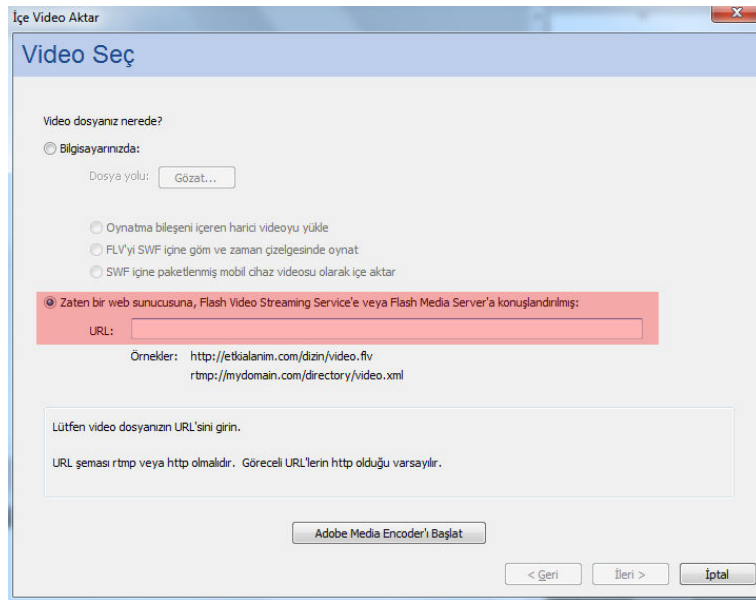 İçe Video Aktar
Video Seç
Video dosyanız nerede?
Bilgisayarınızda:
Dosya yolu: Gözat...
Oynatma bileşeni içeren harici videoyu yükle
FLV'yi SWF içine göm ve zaman çizelgesinde oynat
SWF içine paketlenmiş mobil cihaz videosu olarak içe aktar
Zaten bir web sunucusuna, Flash Video Streaming Service'e veya Flash Media Server'a konuşlandırılmış:
URL:
Örnekler: http://etkialanim.com/dizin/video.flv
rtmp://mydomain.com/directory/video.xml
Lütfen video dosyanızın URL'sini girin.
URL şeması rtmp veya http olmalıdır. Göreceli URL'lerin http olduğu varsayılır.
Adobe Media Encoder'ı Başlat
< Geri İleri > İptal